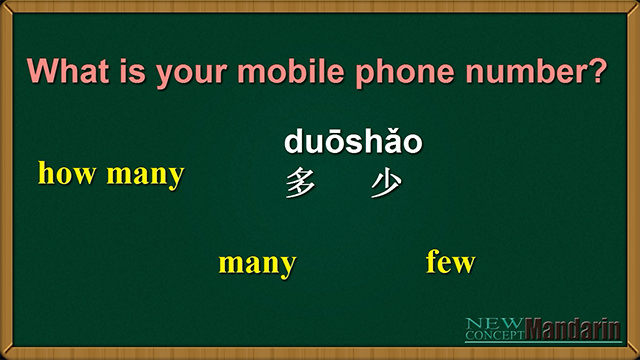 What is your mobile phone number?
duōshǎo
how many
多 少
many few
NEW CONCEPT Mandarin